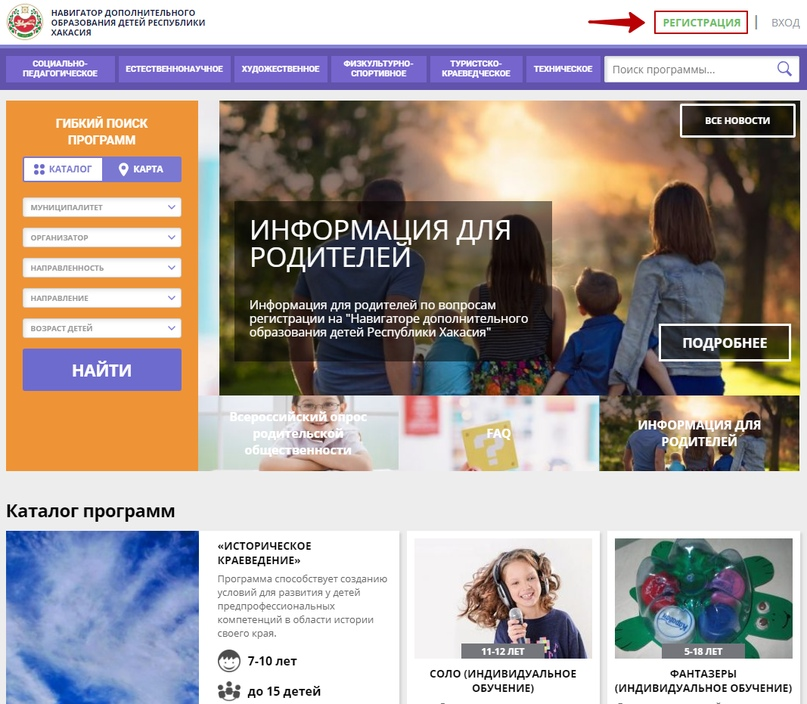 НАВИГАТОР ДОПОЛНИТЕЛЬНОГО
ОБРАЗОВАНИЯ ДЕТЕЙ РЕСПУБЛИКИ
ХАКАСИЯ
РЕГИСТРАЦИЯ
ВХОД
СОЦИАЛЬНО-
ПЕДАГОГИЧЕСКОЕ
ЕСТЕСТВЕННОНАУЧНОЕ
ХУДОЖЕСТВЕННОЕ
ФИЗКУЛЬТУРНО-
СПОРТИВНОЕ
ТУРИСТСКО-
КРАЕВЕДЧЕСКОЕ
ТЕХНИЧЕСКОЕ
Поиск программы...
ГИБКИЙ ПОИСК
ПРОГРАММ
КАТАЛОГ
КАРТА
МУНИЦИПАЛИТЕТ
ОРГАНИЗАТОР
НАПРАВЛЕННОСТЬ
НАПРАВЛЕНИЕ
ВОЗРАСТ ДЕТЕЙ
НАЙТИ
ВСЕ НОВОСТИ
ИНФОРМАЦИЯ ДЛЯ
РОДИТЕЛЕЙ
Информация для родителей по вопросам
регистрации на "Навигаторе дополнительного
образования детей Республики Хакасия"
ПОДРОБНЕЕ
Всероссийский опрос
родительской
общественности
FAQ
ИНФОРМАЦИЯ ДЛЯ
РОДИТЕЛЕЙ
Каталог программ
«ИСТОРИЧЕСКОЕ
КРАЕВЕДЕНИЕ»
Программа способствует созданию
условий для развития у детей
предпрофессиональных
компетенций в области истории
своего края.
7-10 лет
до 15 детей
11-12 ЛЕТ
СОЛО (ИНДИВИДУАЛЬНОЕ
ОБУЧЕНИЕ)
5-18 ЛЕТ
ФАНТАЗЕРЫ
(ИНДИВИДУАЛЬНОЕ ОБУЧЕНИЕ)